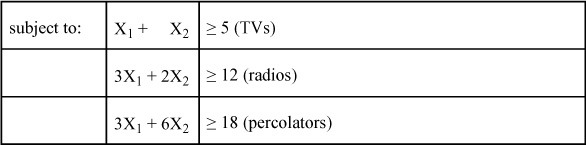 subject to: X₁ + X₂ ≥ 5 (TVs)
3X₁ + 2X₂ ≥ 12 (radios)
3X₁ + 6X₂ ≥ 18 (percolators)